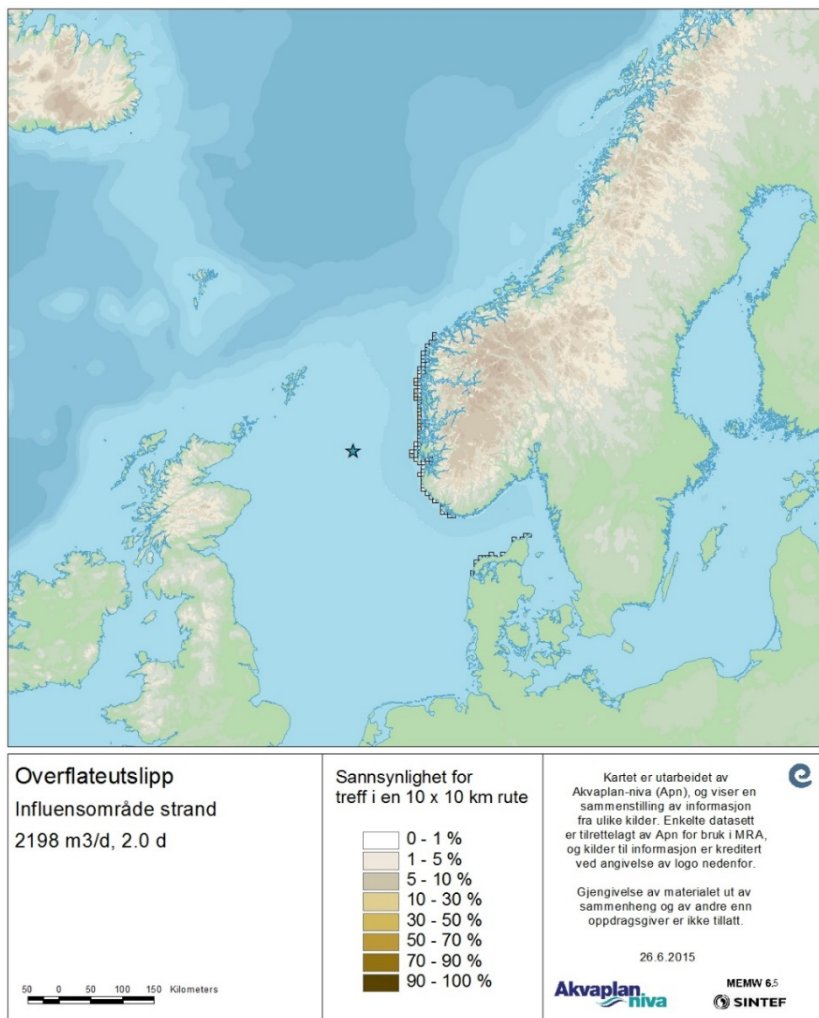 Overflateutslipp
Influensområde strand
2198 m3/d, 2.0 d
50 0 50 100 150 Kilometers
Sannsynlighet for
treff i en 10 x 10 km rute
0 - 1 %
1 - 5 %
5 - 10 %
10 - 30 %
30 - 50 %
50 - 70 %
70 - 90 %
90 - 100 %
Kartet er utarbeidet av
Akvaplan-niva (Apn), og viser en
sammenstilling av informasjon
fra ulike kilder. Enkelte datasett
er tilrettelagt av Apn for bruk i MRA,
og kilder til informasjon er kreditert
ved angivelse av logo nedenfor.
Gjengivelse av materialet ut av
sammenheng og av andre enn
oppdragsgiver er ikke tillatt.
26.6.2015
Akvaplan
niva
MEMW 6.5
SINTEF